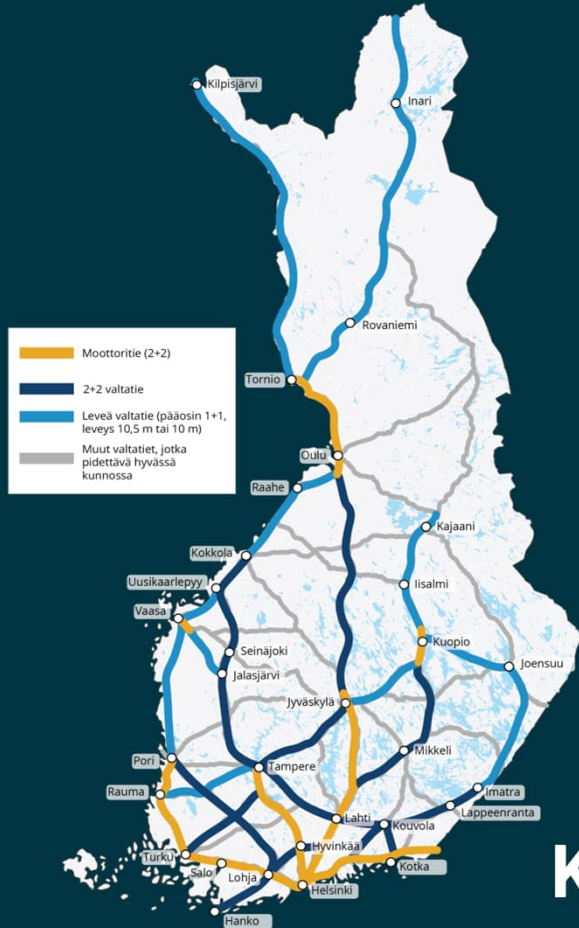 Kilpisjärvi
Inari
Rovaniemi
Moottoritie (2+2)
2+2 valtatie
Leveä valtatie (pääosin 1+1,
leveys 10,5 m tai 10 m)
Muut valtatiet, jotka
pidettävä hyvässä
kunnossa
Tornio
Oulu
Raahe
Kajaani
Kokkola
Uusikaarlepyy
Iisalmi
Vaasa
Kuopio
Seinäjoki
Joensuu
Jalasjärvi
Jyväskylä
Mikkeli
Pori
Tampere
Rauma
Imatra
Lappeenranta
Lahti
Kouvola
Hyvinkää
Turku
Kotka
Salo
Lohja
Helsinki
Hanko
K